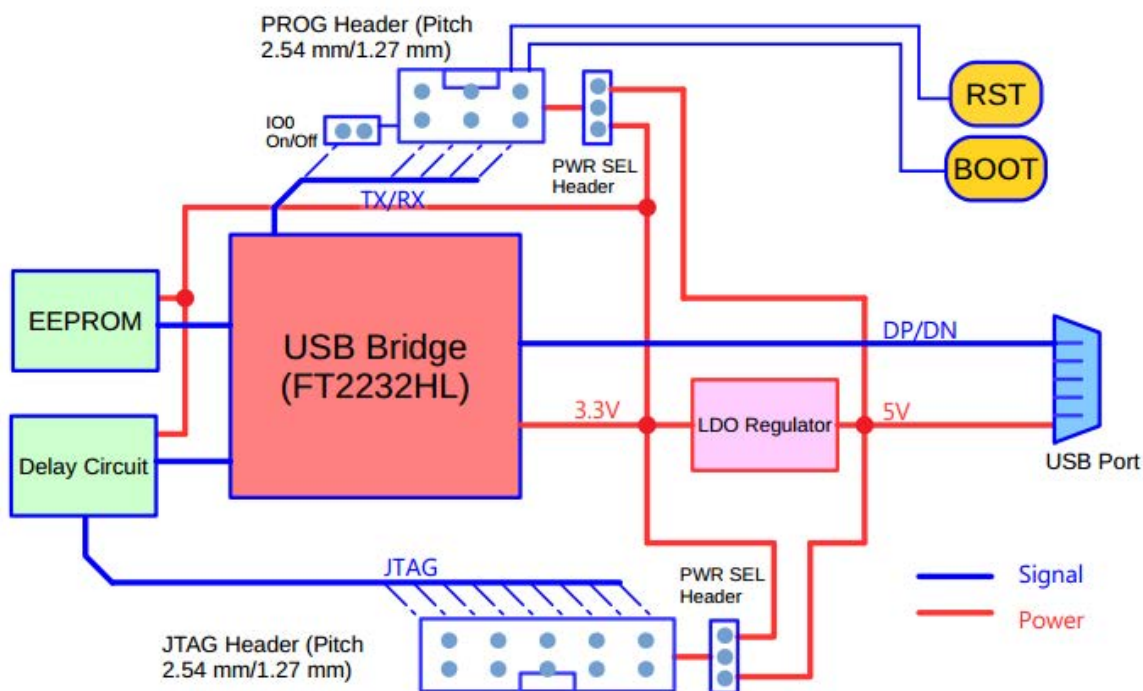 PROG Header (Pitch
2.54 mm/1.27 mm)
RST
IO0
On/Off
BOOT
PWR SEL
Header
TX/RX
EEPROM
USB Bridge
(FT2232HL)
DP/DN
3.3V
LDO Regulator
5V
USB Port
Delay Circuit
JTAG
PWR SEL
Header
Signal
Power
JTAG Header (Pitch
2.54 mm/1.27 mm)